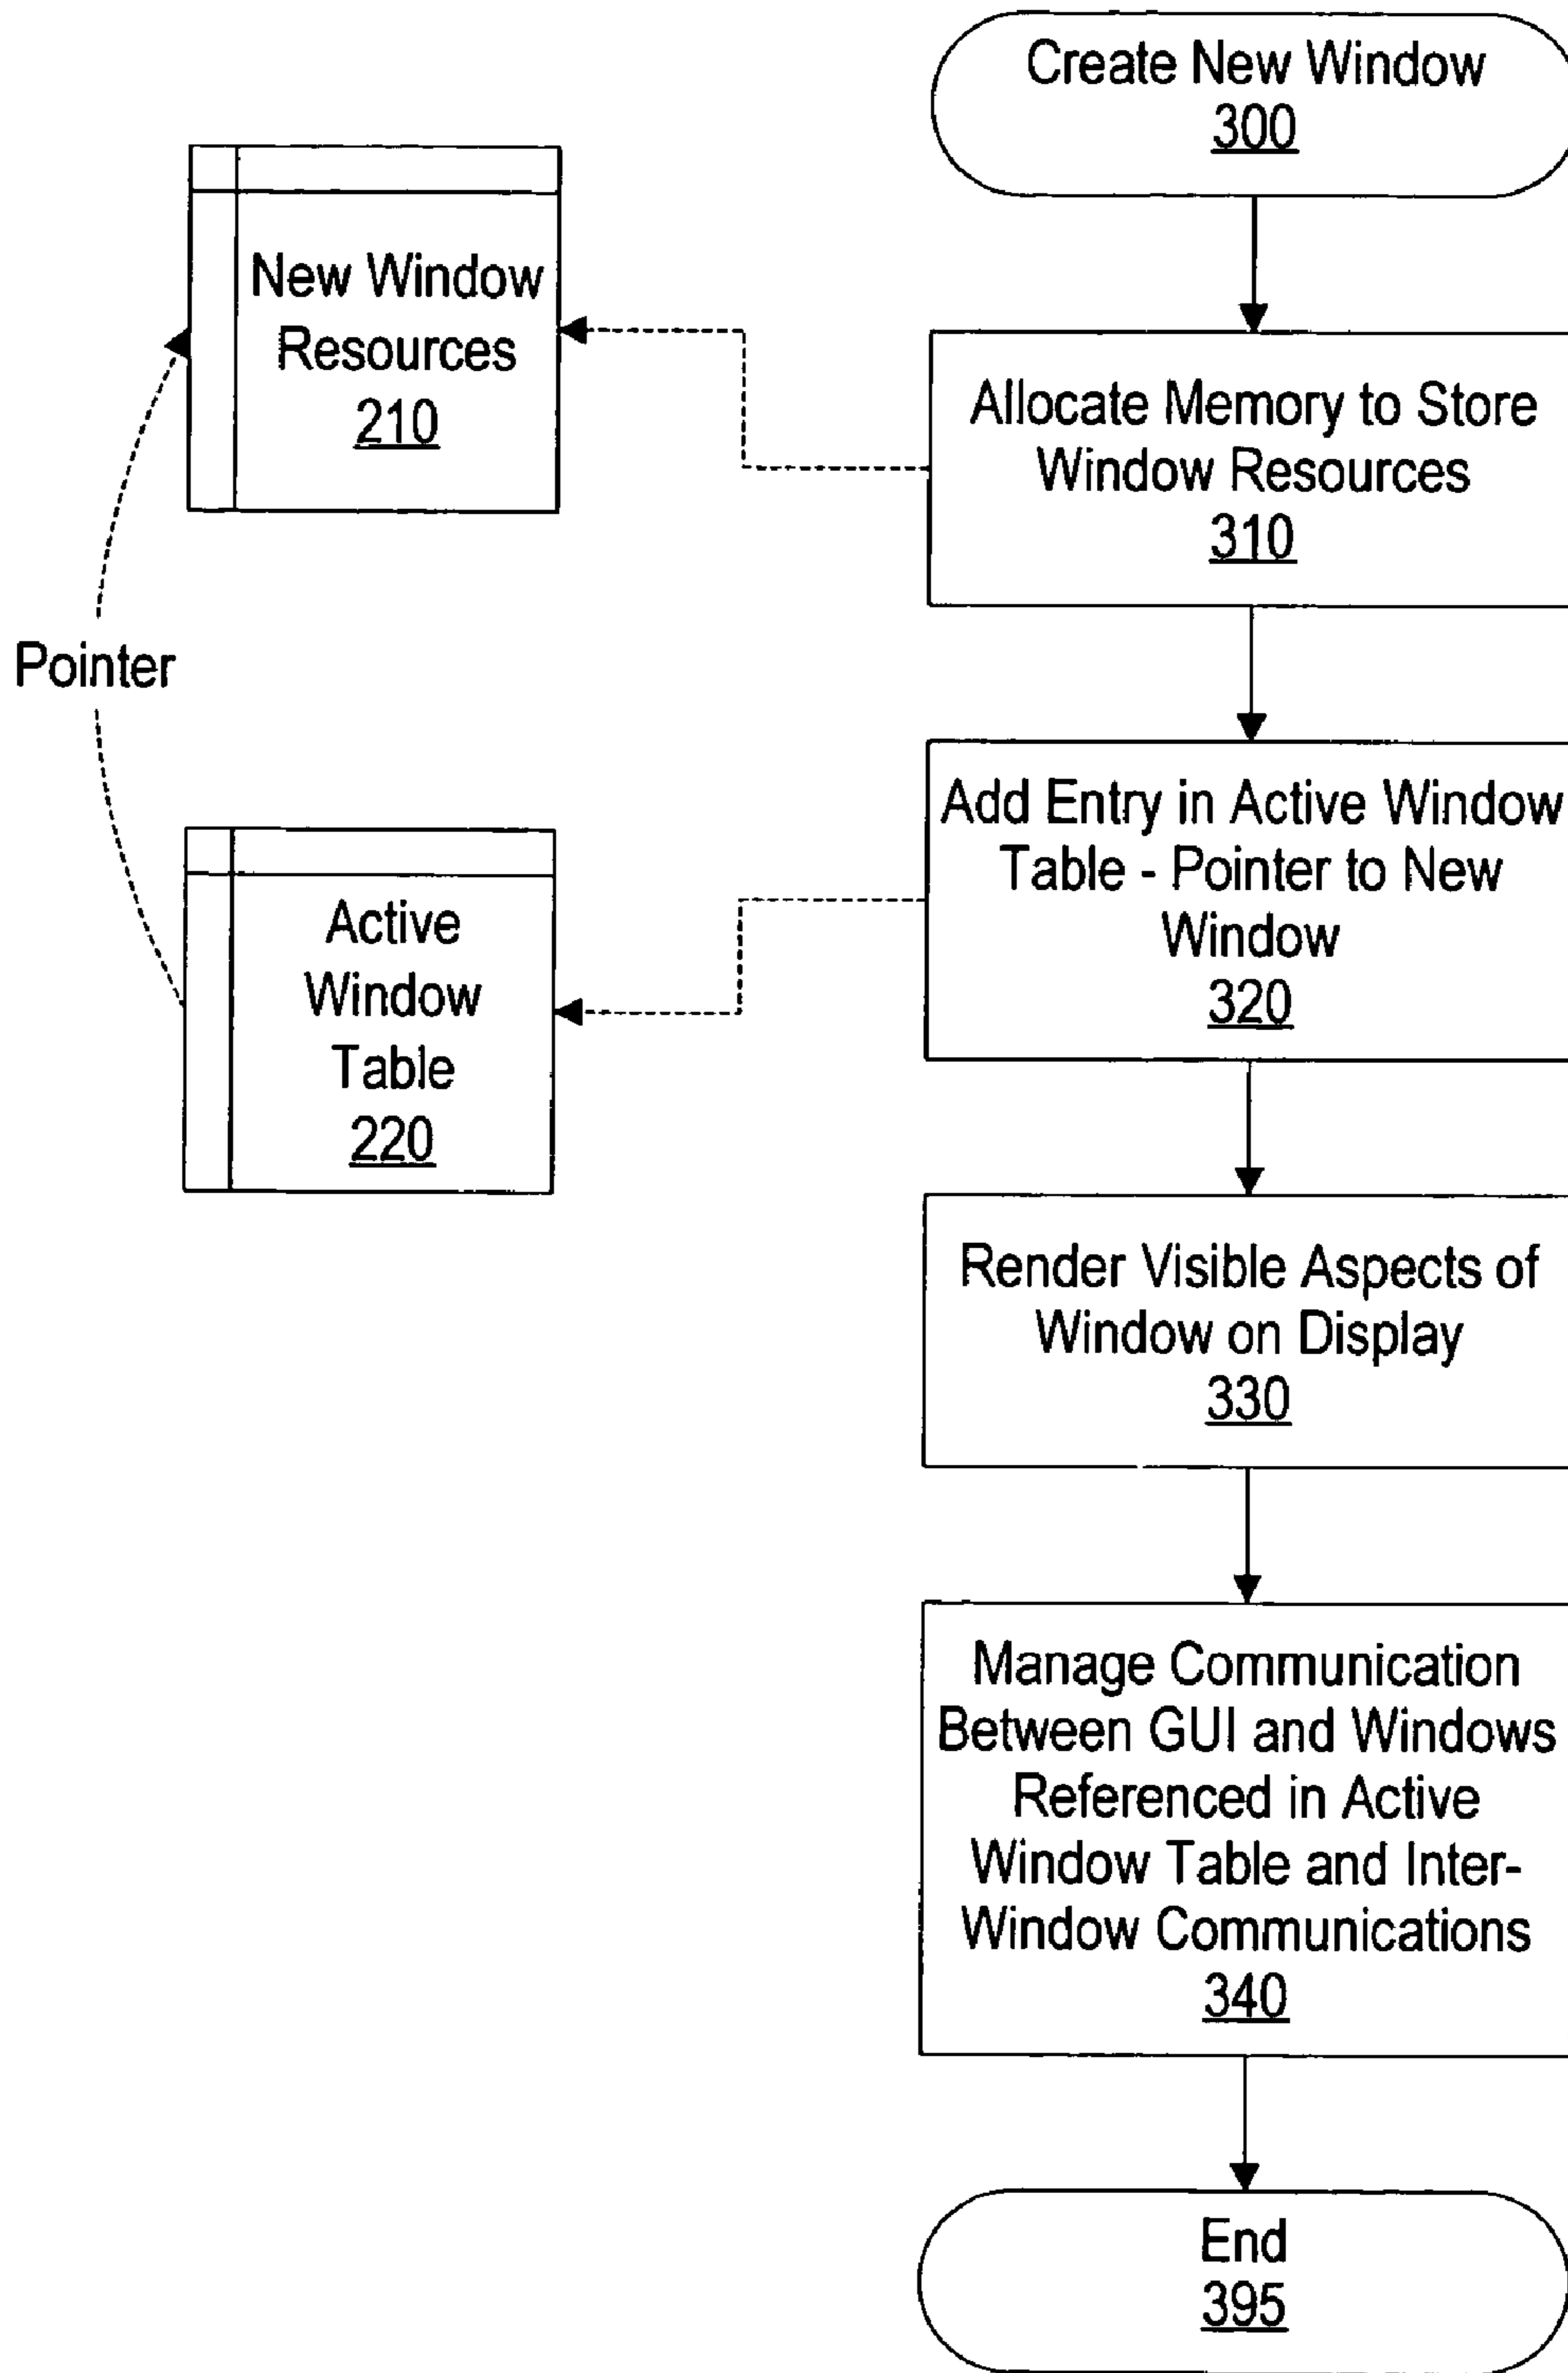 Create New Window
300
New Window
Resources
210
Allocate Memory to Store
Window Resources
310
Pointer
Add Entry in Active Window
Table - Pointer to New
Window
320
Active
Window
Table
220
Render Visible Aspects of
Window on Display
330
Manage Communication
Between GUI and Windows
Referenced in Active
Window Table and Inter-
Window Communications
340
End
395